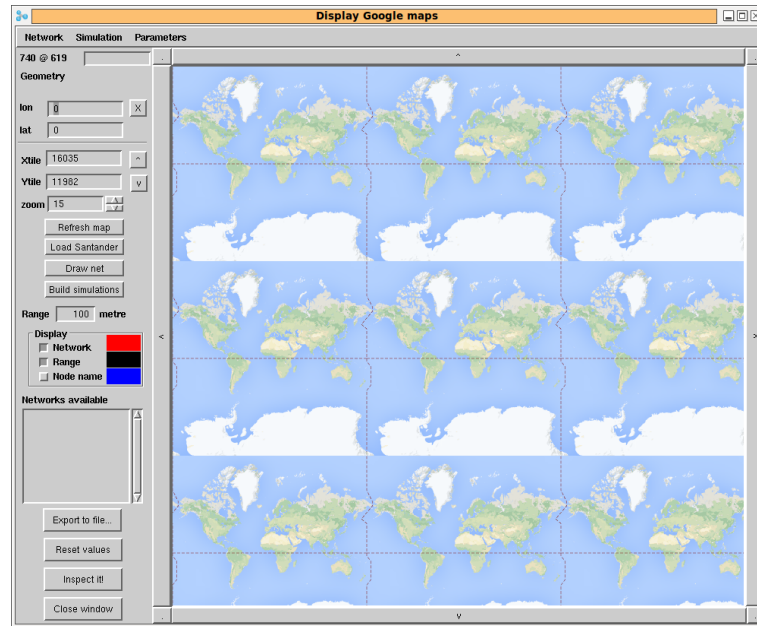 Display Google maps
Network Simulation Parameters
740 @ 619
. ^ .
Geometry
lon 0 X
lat 0
Xtile 16035 ^
Ytile 11982 v
zoom 15
Refresh map
Load Santander
Draw net
Build simulations
Range 100 metre
Display
< >
Network
Range
Node name
Networks available
Export to file...
Reset values
Inspect it!
Close window
. v .